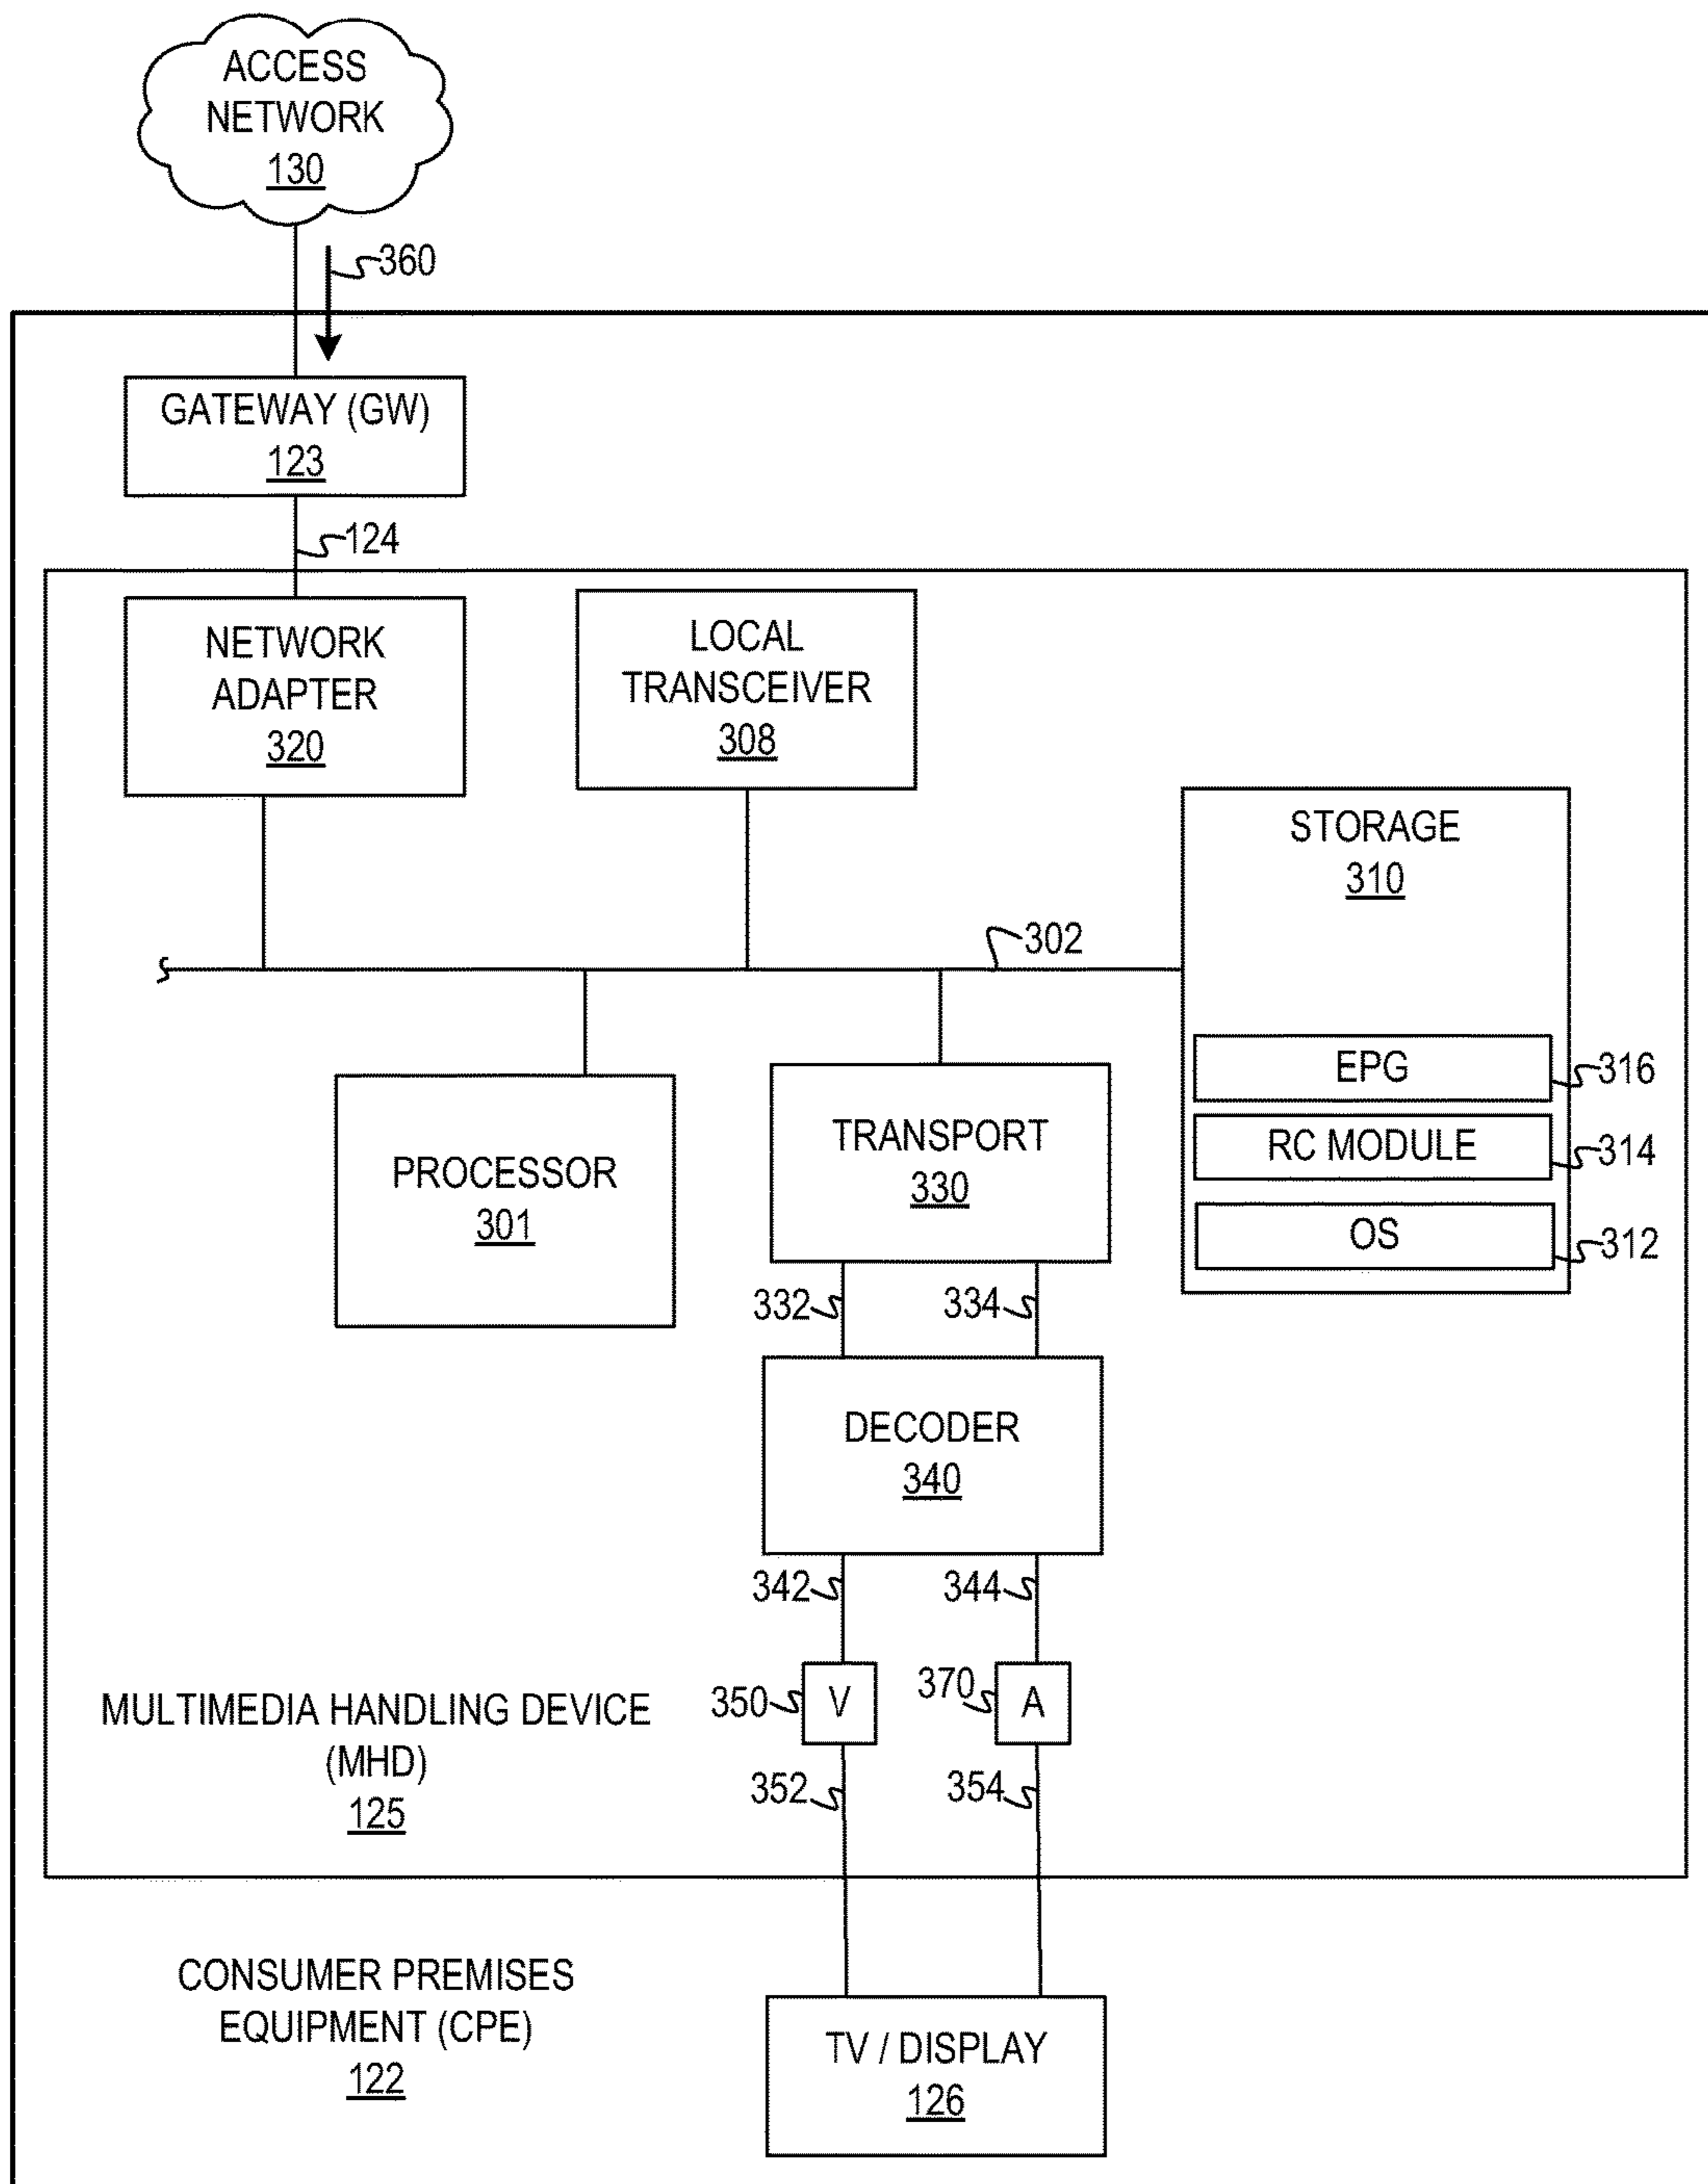 ACCESS
NETWORK
130
360
GATEWAY (GW)
123
124
NETWORK
ADAPTER
320
LOCAL
TRANSCEIVER
308
STORAGE
310
302
EPG
316
RC MODULE
314
OS
312
PROCESSOR
301
TRANSPORT
330
332
334
DECODER
340
342
344
350
V
370
A
352
354
MULTIMEDIA HANDLING DEVICE
(MHD)
125
CONSUMER PREMISES
EQUIPMENT (CPE)
122
TV / DISPLAY
126